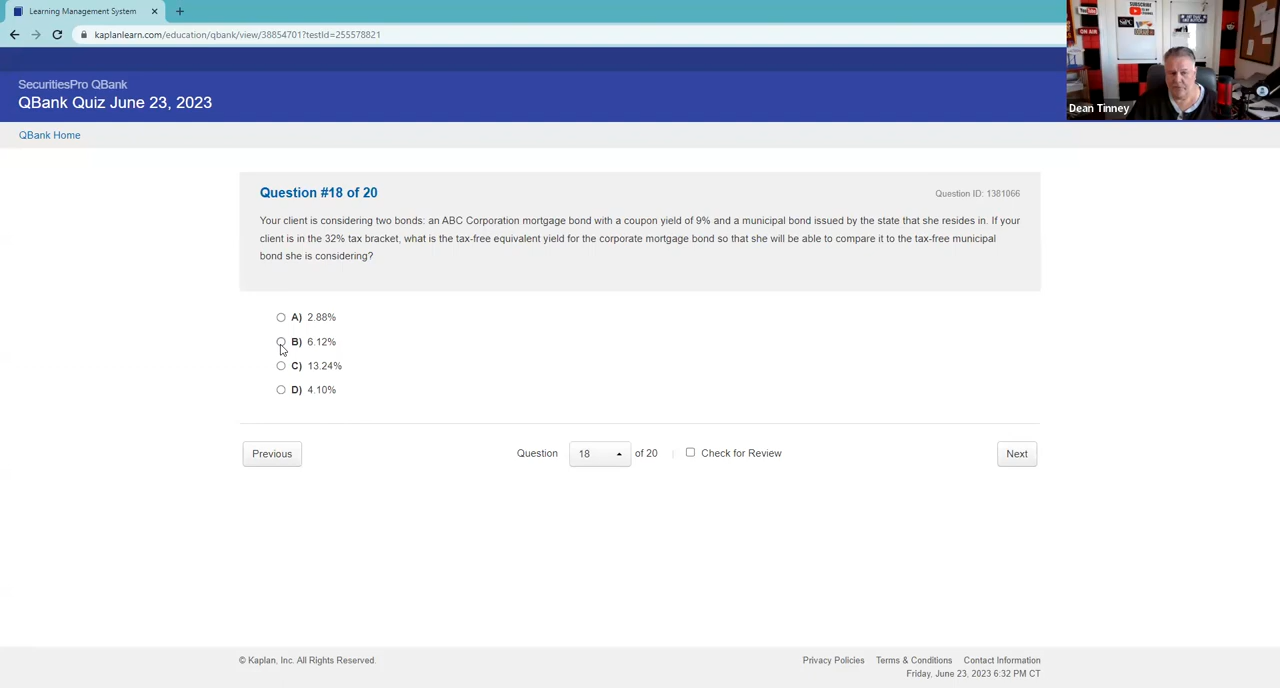 Learning Management System
kaplanlearn.com/education/qbank/view/38854701?testId=255578821
SecuritiesPro QBank
QBank Quiz June 23, 2023
Dean Tinney
QBank Home
Question #18 of 20
Question ID: 1381066
Your client is considering two bonds: an ABC Corporation mortgage bond with a coupon yield of 9% and a municipal bond issued by the state that she resides in. If your
client is in the 32% tax bracket, what is the tax-free equivalent yield for the corporate mortgage bond so that she will be able to compare it to the tax-free municipal
bond she is considering?
A) 2.88%
B) 6.12%
C) 13.24%
D) 4.10%
Previous
Question 18 of 20
Check for Review
Next
© Kaplan, Inc. All Rights Reserved.
Privacy Policies Terms & Conditions Contact Information
Friday, June 23, 2023 6:32 PM CT
SUBSCRIBE
ON AIR